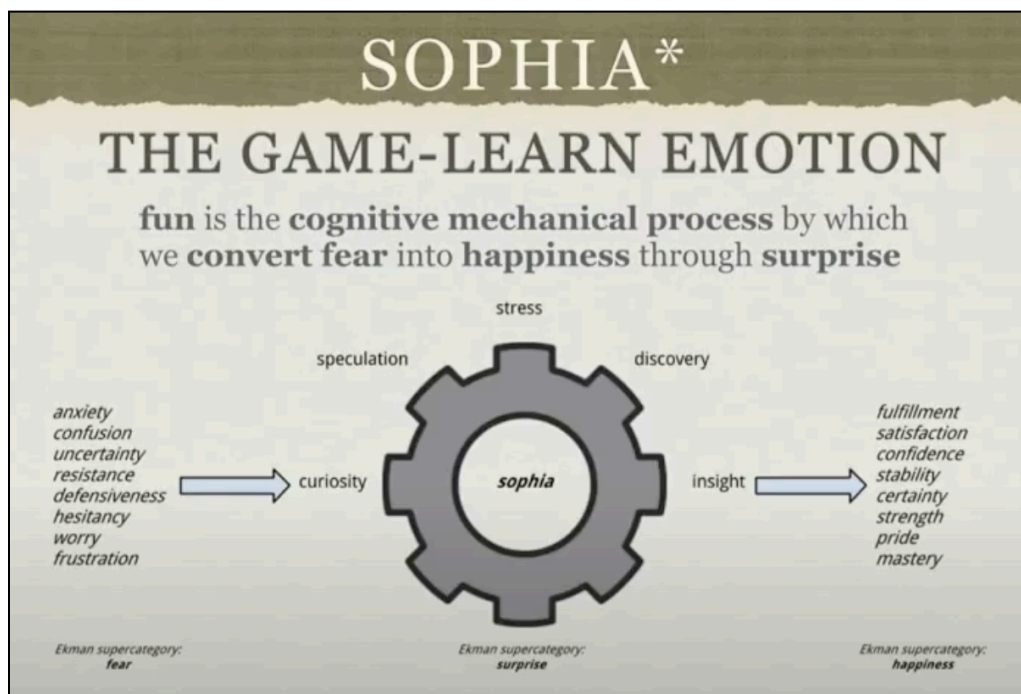 SOPHIA*
THE GAME-LEARN EMOTION
fun is the cognitive mechanical process by which
we convert fear into happiness through surprise
stress
speculation
discovery
anxiety
confusion
uncertainty
resistance
defensiveness
hesitancy
worry
frustration
curiosity
sophia
insight
fulfillment
satisfaction
confidence
stability
certainty
strength
pride
mastery
Ekman supercategory:
fear
Ekman supercategory:
surprise
Ekman supercategory:
happiness